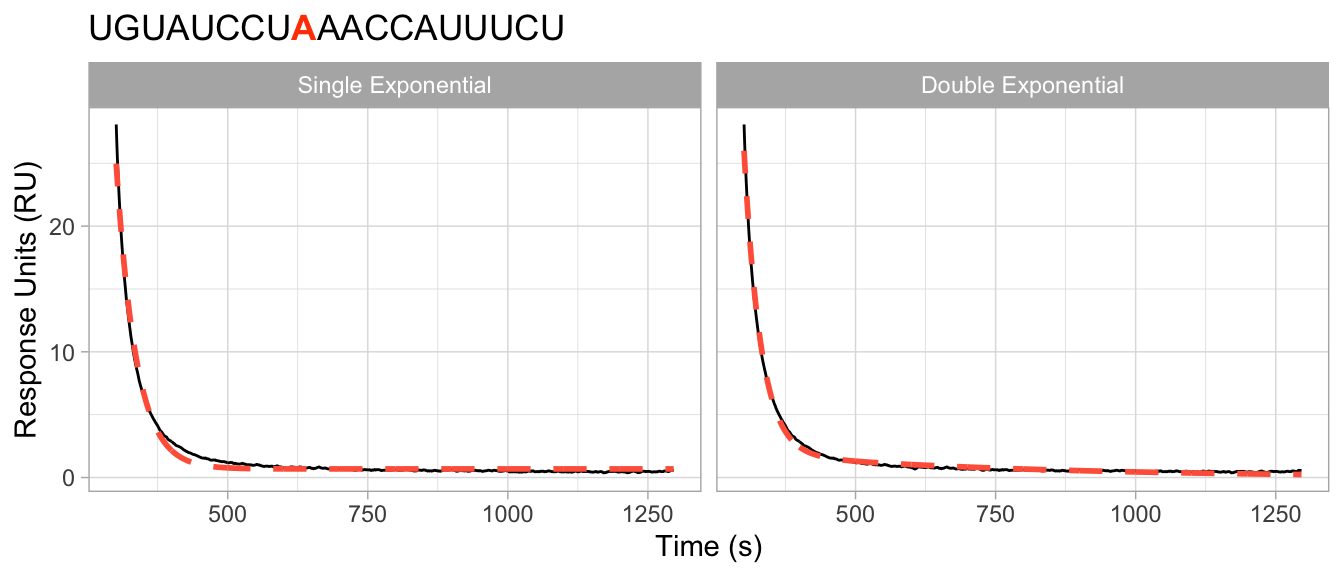 UGUAUCCUAAACCAUUUCU
Single Exponential
Double Exponential
Response Units (RU)
20
10
0
500
750
1000
1250
500
750
1000
1250
Time (s)